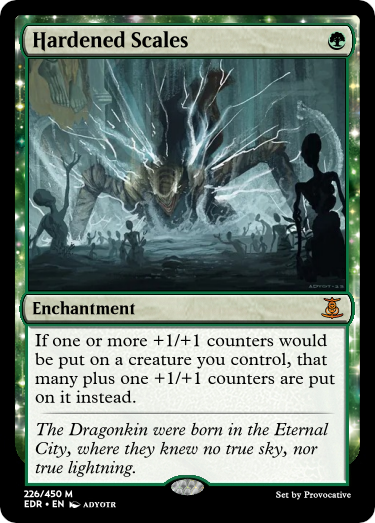 Hardened Scales
Enchantment
If one or more +1/+1 counters would
be put on a creature you control, that
many plus one +1/+1 counters are put
on it instead.
The Dragonkin were born in the Eternal
City, where they knew no true sky, nor
true lightning.
226/450 M
EDR • EN ADYOTR
Set by Provocative